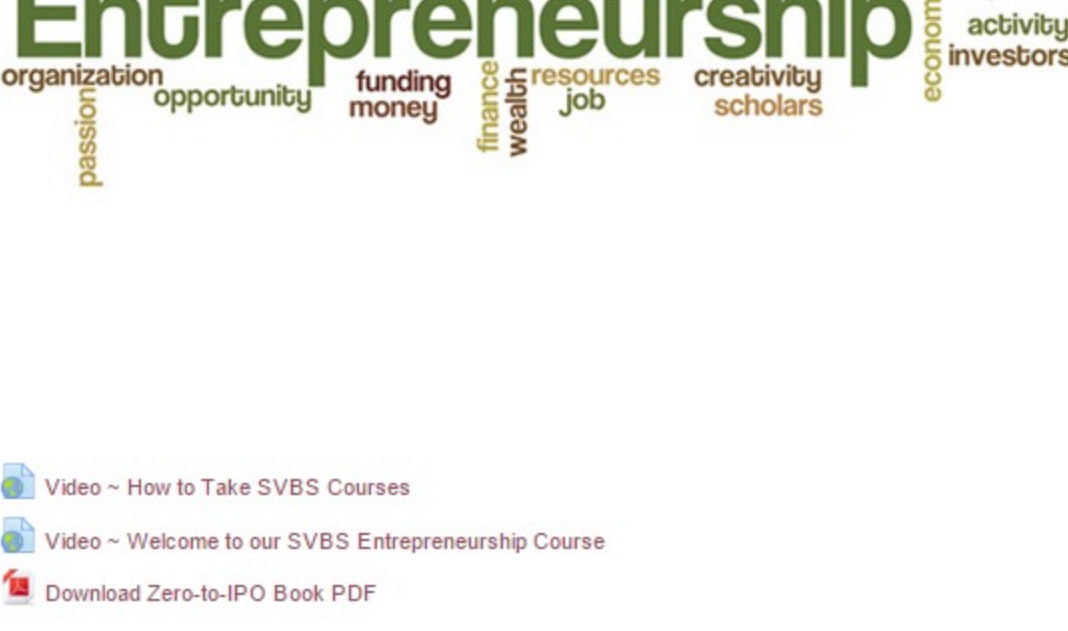 Entrepreneurship
organization
opportunity
passion
funding
money
finance
wealth
resources
job
creativity
scholars
econom
activity
investors
Video ~ How to Take SVBS Courses
Video ~ Welcome to our SVBS Entrepreneurship Course
Download Zero-to-IPO Book PDF